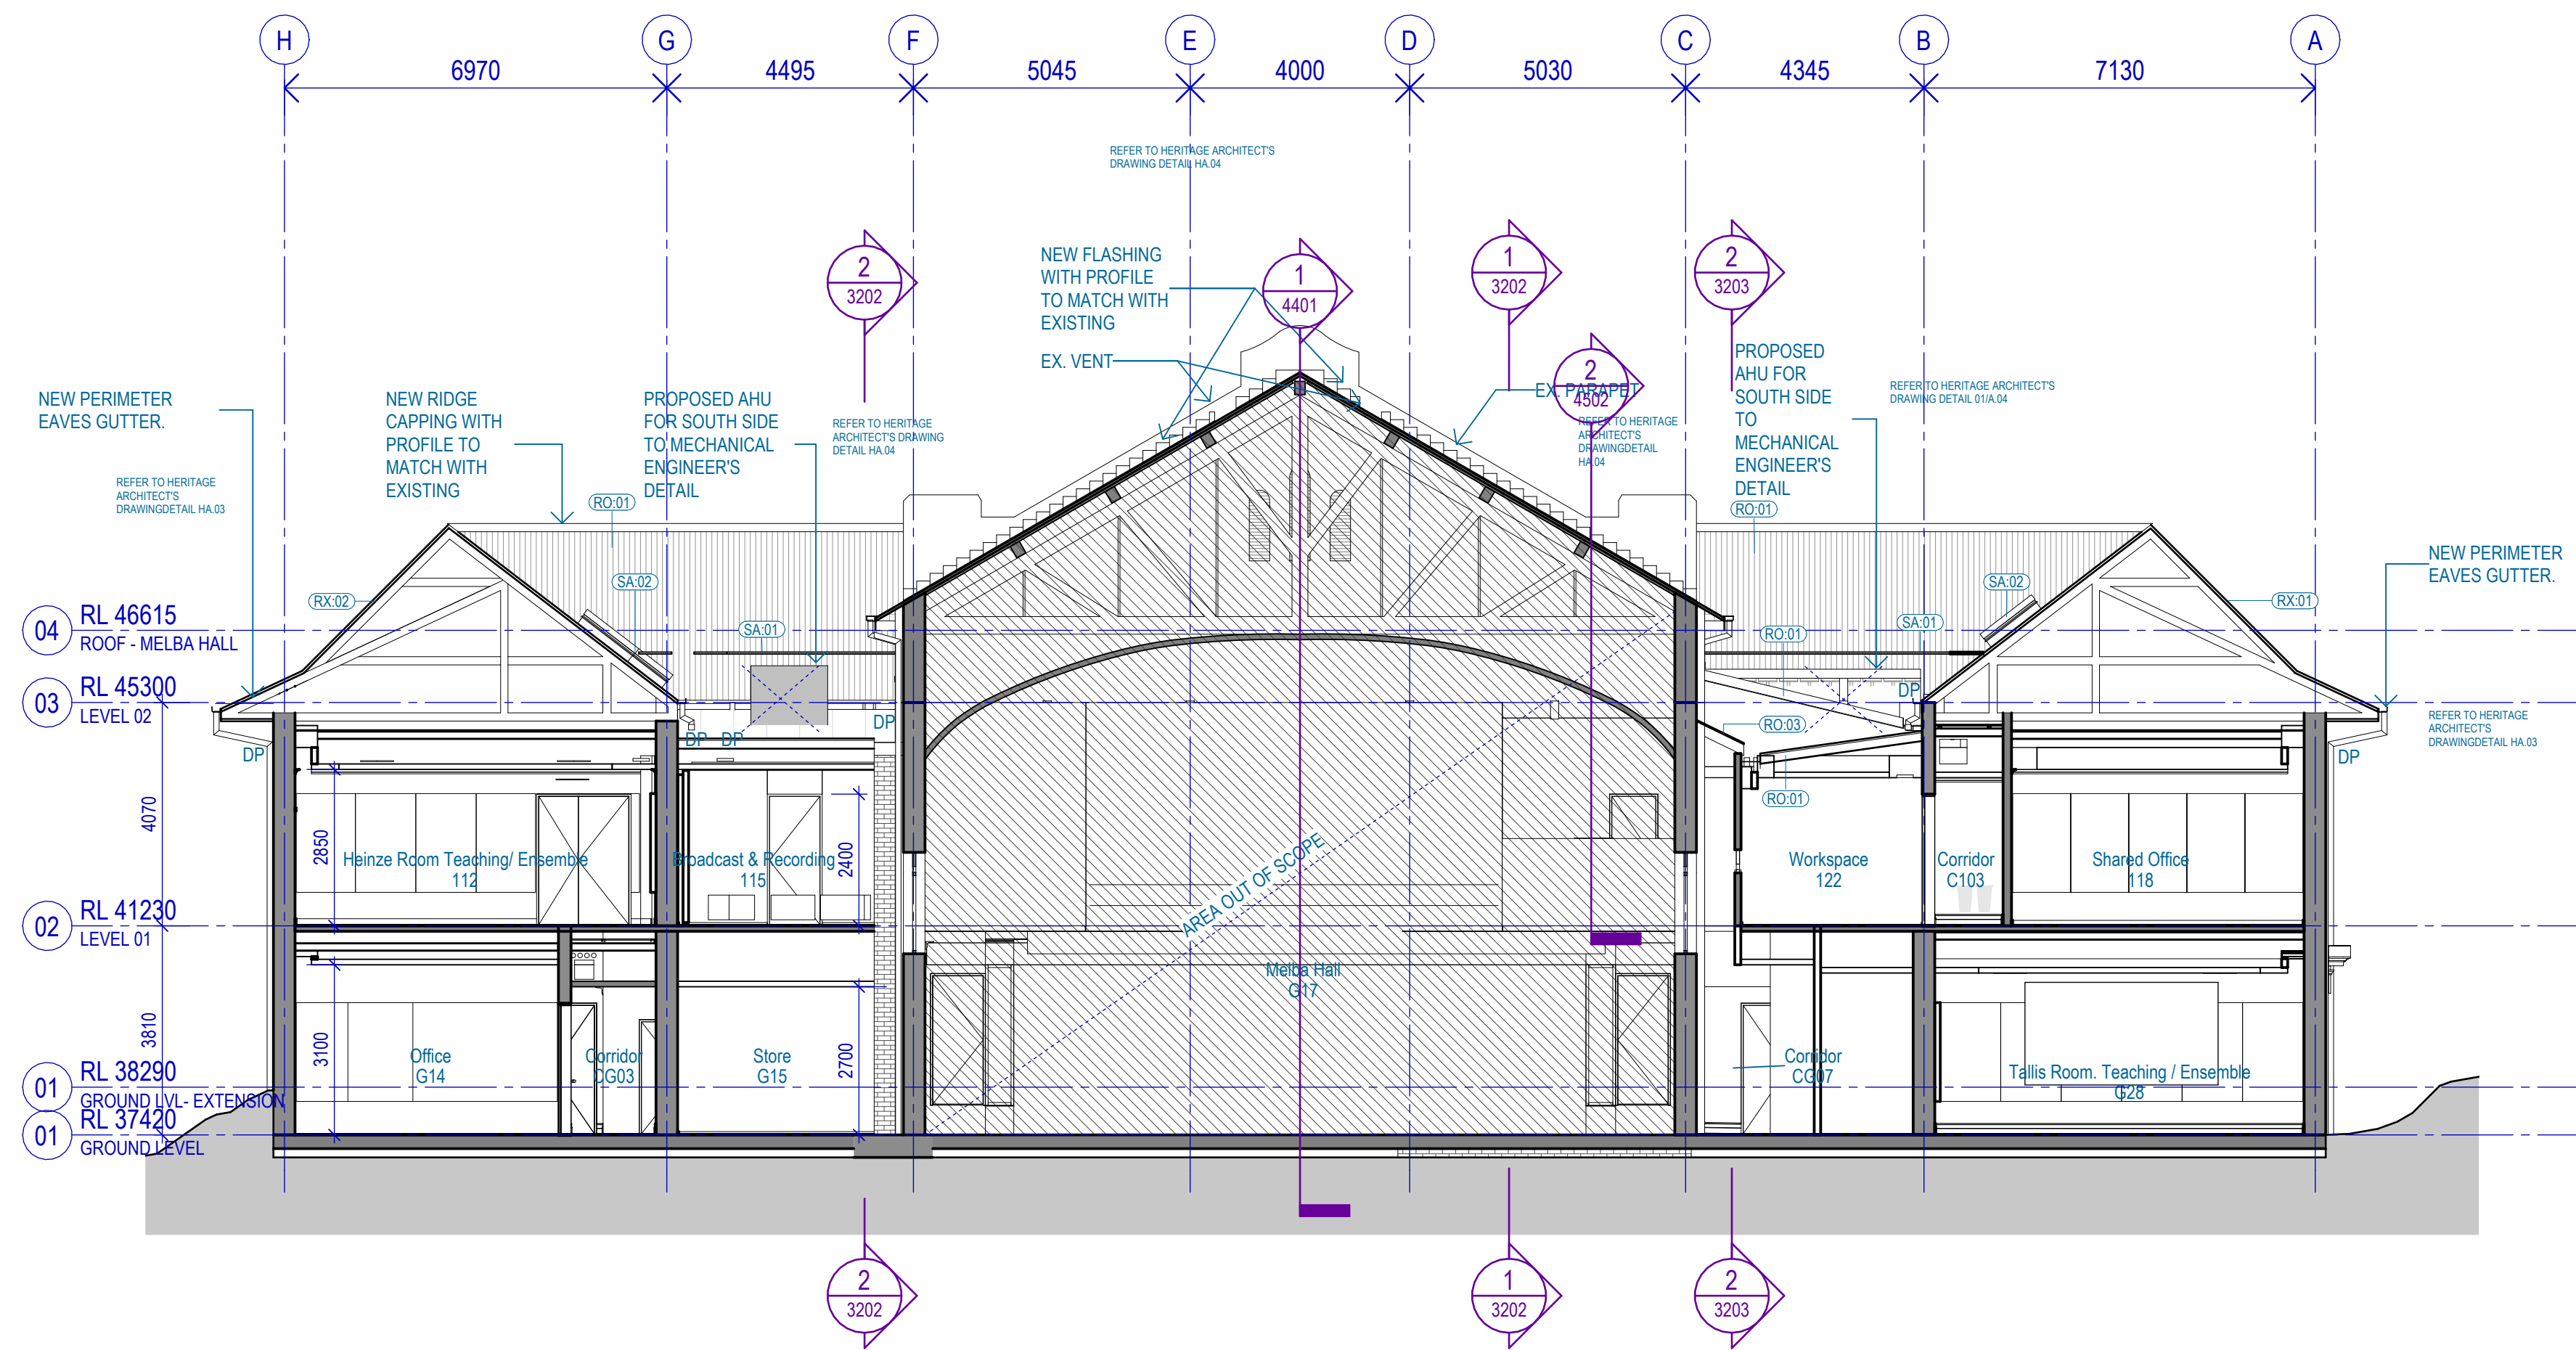 H
G
F
E
D
C
B
A
6970
4495
5045
4000
5030
4345
7130
REFER TO HERITAGE ARCHITECT'S
DRAWING DETAIL HA.04
2
3202
NEW FLASHING
WITH PROFILE
TO MATCH WITH
EXISTING
EX. VENT
1
4401
1
3202
2
3203
2
4502
EX. PARAPET
REFER TO HERITAGE
ARCHITECT'S
DRAWINGDETAIL
HA.04
PROPOSED
AHU FOR
SOUTH SIDE
TO
MECHANICAL
ENGINEER'S
DETAIL
REFER TO HERITAGE ARCHITECT'S
DRAWING DETAIL 01/A.04
NEW PERIMETER
EAVES GUTTER.
REFER TO HERITAGE
ARCHITECT'S
DRAWINGDETAIL HA.03
NEW RIDGE
CAPPING WITH
PROFILE TO
MATCH WITH
EXISTING
PROPOSED AHU
FOR SOUTH SIDE
TO MECHANICAL
ENGINEER'S
DETAIL
REFER TO HERITAGE
ARCHITECT'S DRAWING
DETAIL HA.04
RO:01
RO:01
NEW PERIMETER
EAVES GUTTER.
SA:02
SA:02
RX:02
RX:01
SA:01
SA:01
RO:01
04
RL 46615
ROOF - MELBA HALL
03
RL 45300
LEVEL 02
DP
DP
DP
DP
DP
DP
RO:03
RO:01
REFER TO HERITAGE
ARCHITECT'S
DRAWINGDETAIL HA.03
4070
2850
2400
Heinze Room Teaching/ Ensemble
112
Broadcast & Recording
115
AREA OUT OF SCOPE
Workspace
122
Corridor
C103
Shared Office
118
02
RL 41230
LEVEL 01
Melba Hall
G17
3810
3100
2700
Office
G14
Corridor
CG03
Store
G15
Corridor
CG07
Tallis Room. Teaching / Ensemble
G28
01
RL 38290
GROUND LVL- EXTENSION
01
RL 37420
GROUND LEVEL
2
3202
1
3202
2
3203